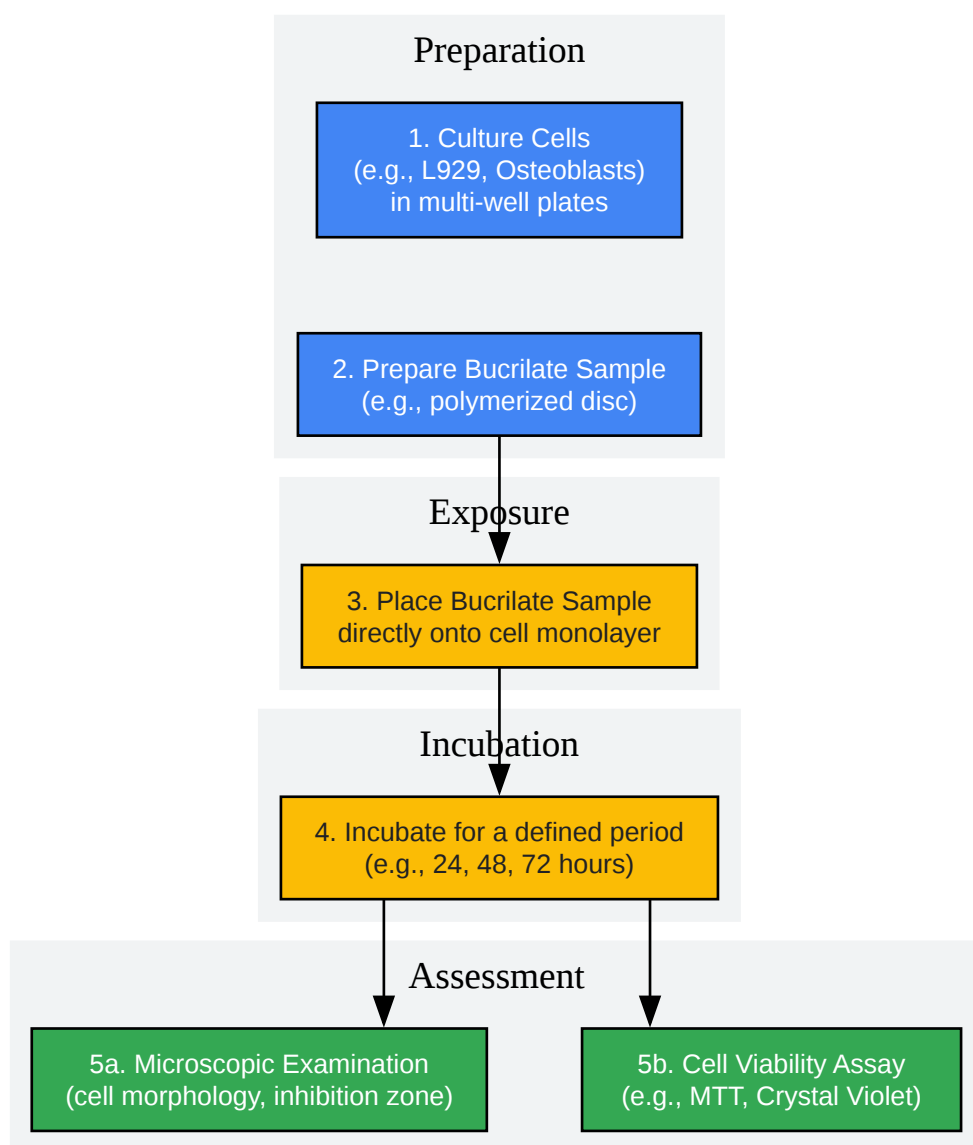 Preparation
1. Culture Cells
(e.g., L929, Osteoblasts)
in multi-well plates
2. Prepare Bucrilate Sample
(e.g., polymerized disc)
Exposure
3. Place Bucrilate Sample
directly onto cell monolayer
Incubation
4. Incubate for a defined period
(e.g., 24, 48, 72 hours)
Assessment
5a. Microscopic Examination
(cell morphology, inhibition zone)
5b. Cell Viability Assay
(e.g., MTT, Crystal Violet)